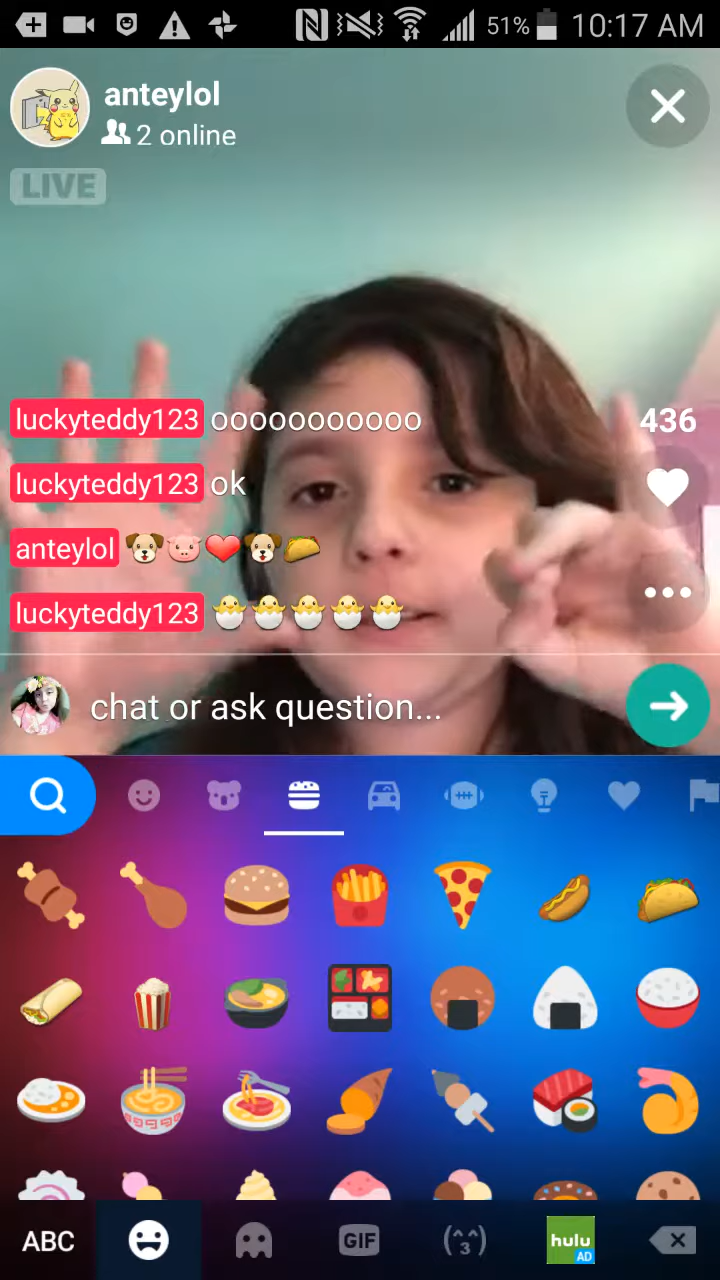 51% 10:17 AM
anteylol
2 online
LIVE
luckyteddy123 ooooooooooo
436
luckyteddy123 ok
anteylol 🐶🐷❤🐶🌮
luckyteddy123 🐣🐣🐣🐣🐣
chat or ask question...
ABC
GIF
(^3^)
hulu
AD